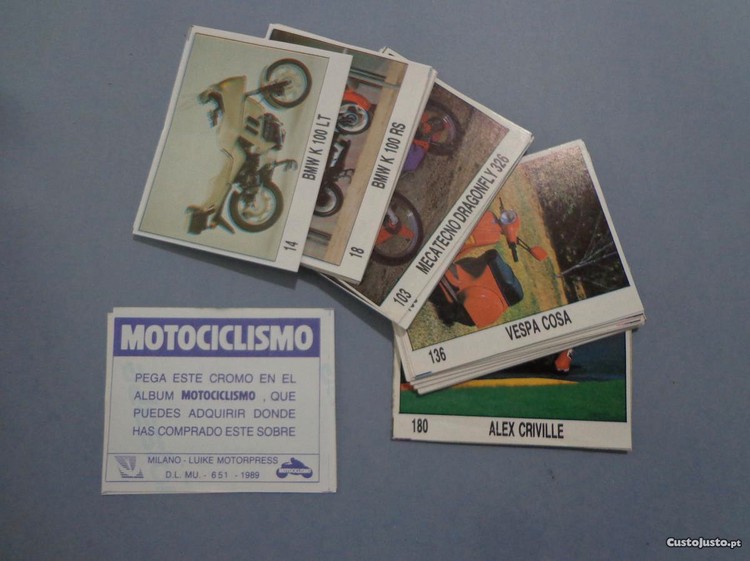 14
BMW K 100 LT
18
BMW K 100 RS
103
MECATECNO DRAGONFLY 326
136
VESPA COSA
180
ALEX CRIVILLE
MOTOCICLISMO
PEGA ESTE CROMO EN EL
ALBUM MOTOCICLISMO , QUE
PUEDES ADQUIRIR DONDE
HAS COMPRADO ESTE SOBRE
MILANO - LUIKE MOTORPRESS
D.L. MU. - 651 - 1989
CustoJusto.pt